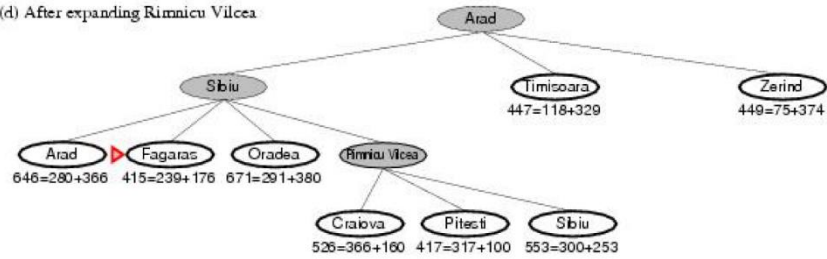 (d) After expanding Rimnicu Vilcea
Arad
Sibiu
Timisoara
Zerind
447=118+329
449=75+374
Arad
Fagaras
Oradea
Rimnicu Vilcea
646=280+366
415=239+176
671=291+380
Craiova
Pitesti
Sibiu
526=366+160
417=317+100
553=300+253